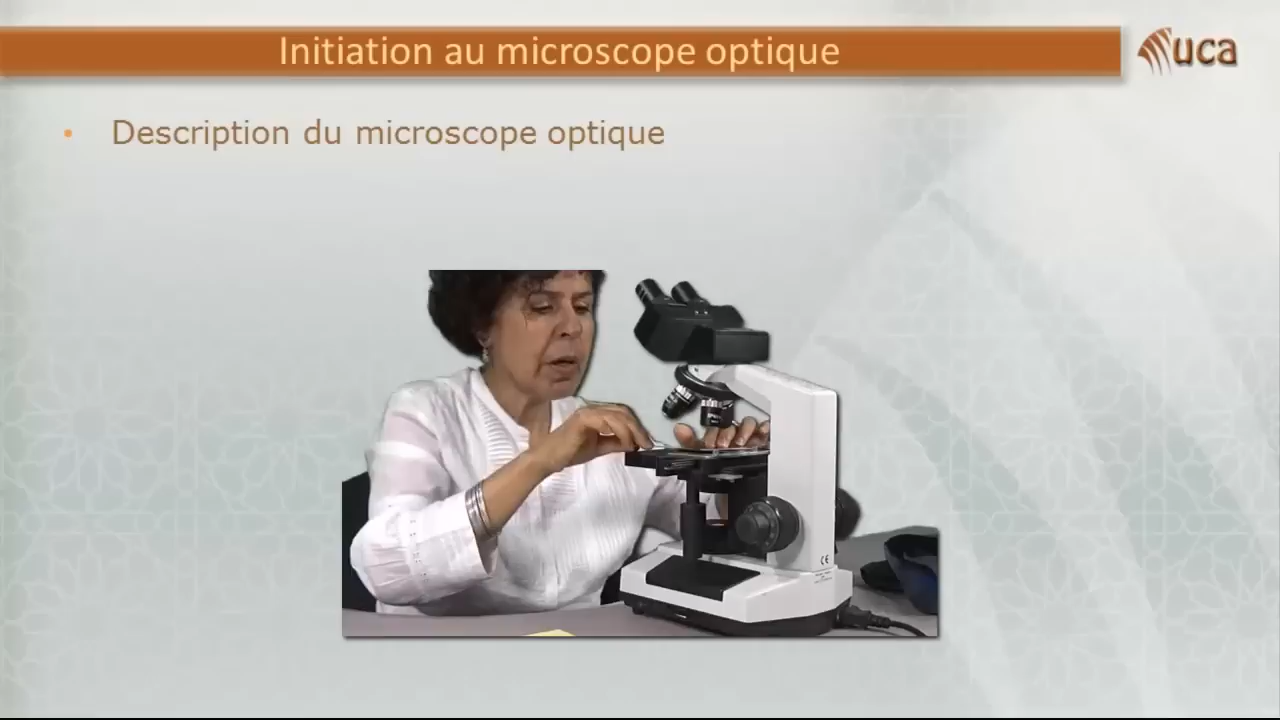 Initiation au microscope optique
uca
• Description du microscope optique
CE